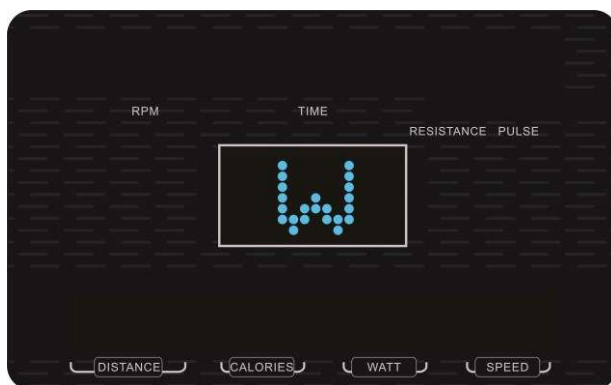 RPM TIME
RESISTANCE PULSE
W
DISTANCE CALORIES WATT SPEED